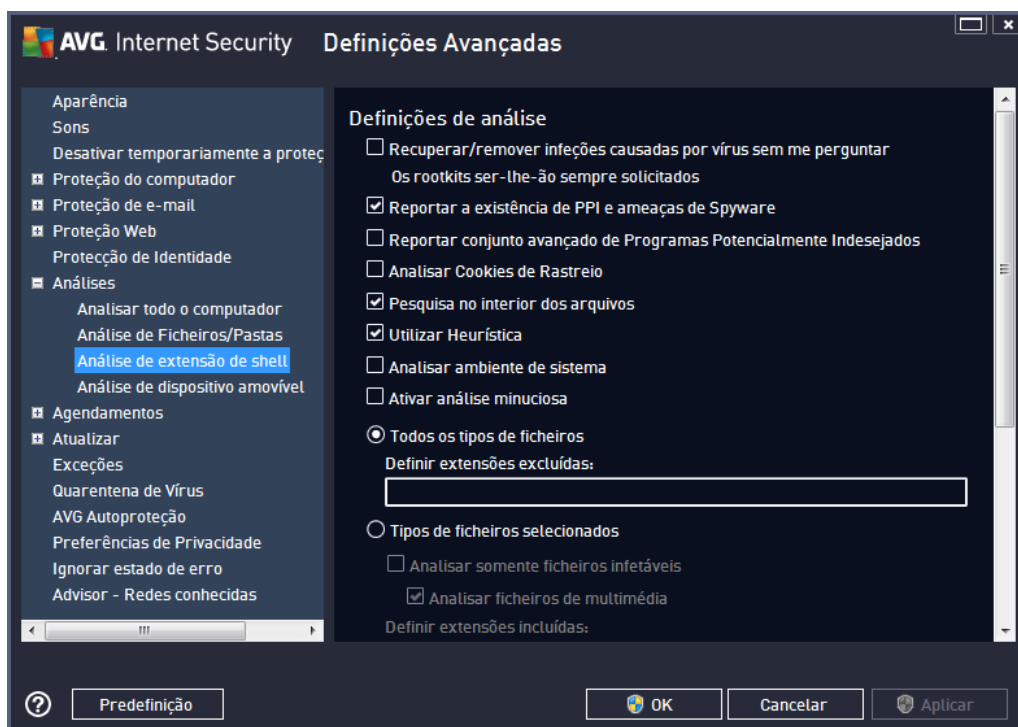 AVG. Internet Security
Definições Avançadas
Aparência
Sons
Desativar temporariamente a proteç
Proteção do computador
Proteção de e-mail
Proteção Web
Protecção de Identidade
Análises
Analisar todo o computador
Análise de Ficheiros/Pastas
Análise de extensão de shell
Análise de dispositivo amovível
Agendamentos
Atualizar
Exceções
Quarentena de Vírus
AVG Autoproteção
Preferências de Privacidade
Ignorar estado de erro
Advisor - Redes conhecidas
Definições de análise
Recuperar/remover infeções causadas por vírus sem me perguntar
Os rootkits ser-lhe-ão sempre solicitados
Reportar a existência de PPI e ameaças de Spyware
Reportar conjunto avançado de Programas Potencialmente Indesejados
Analisar Cookies de Rastreio
Pesquisa no interior dos arquivos
Utilizar Heurística
Analisar ambiente de sistema
Ativar análise minuciosa
Todos os tipos de ficheiros
Definir extensões excluídas:
Tipos de ficheiros selecionados
Analisar somente ficheiros infetáveis
Analisar ficheiros de multimédia
Definir extensões incluídas:
Predefinição
OK
Cancelar
Aplicar